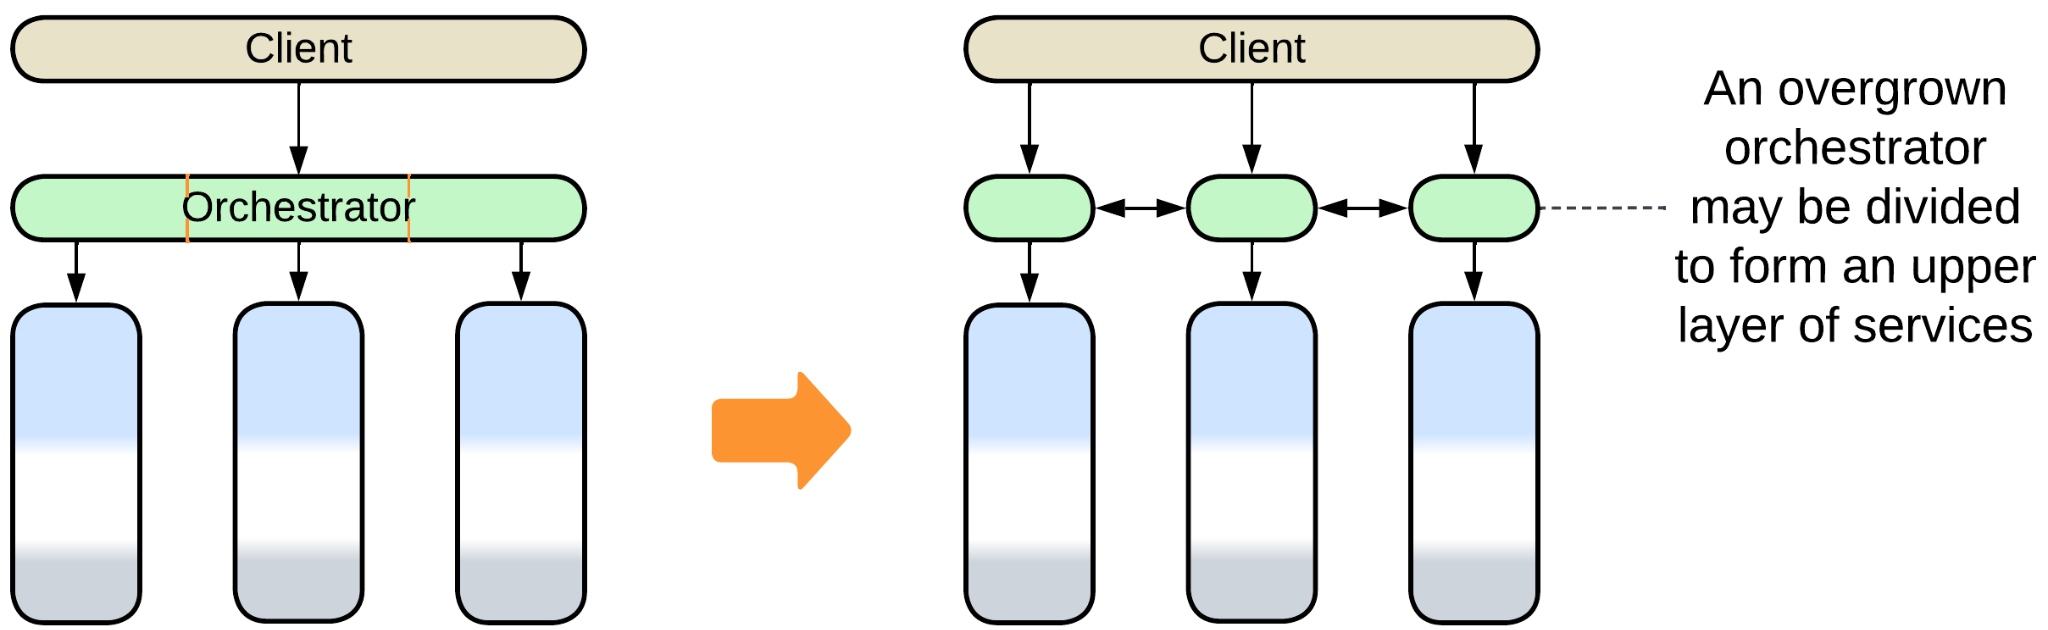 Client
Orchestrator
Client
An overgrown
orchestrator
may be divided
to form an upper
layer of services